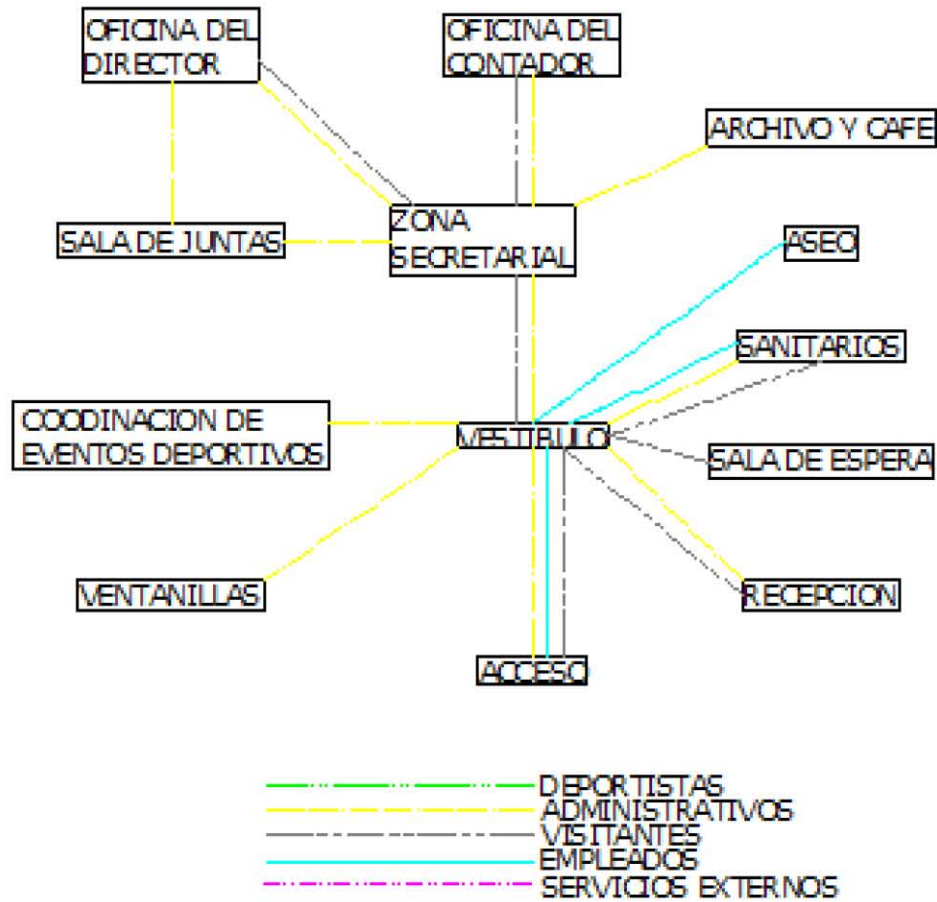 OFICINA DEL
DIRECTOR
OFICINA DEL
CONTADOR
ARCHIVO Y CAFE
ZONA
SECRETARIAL
SALA DE JUNTAS
ASEO
SANITARIOS
COODINACION DE
EVENTOS DEPORTIVOS
VESTIBULO
SALA DE ESPERA
VENTANILLAS
RECEPCION
ACCESO
DEPORTISTAS
ADMINISTRATIVOS
VISITANTES
EMPLEADOS
SERVICIOS EXTERNOS